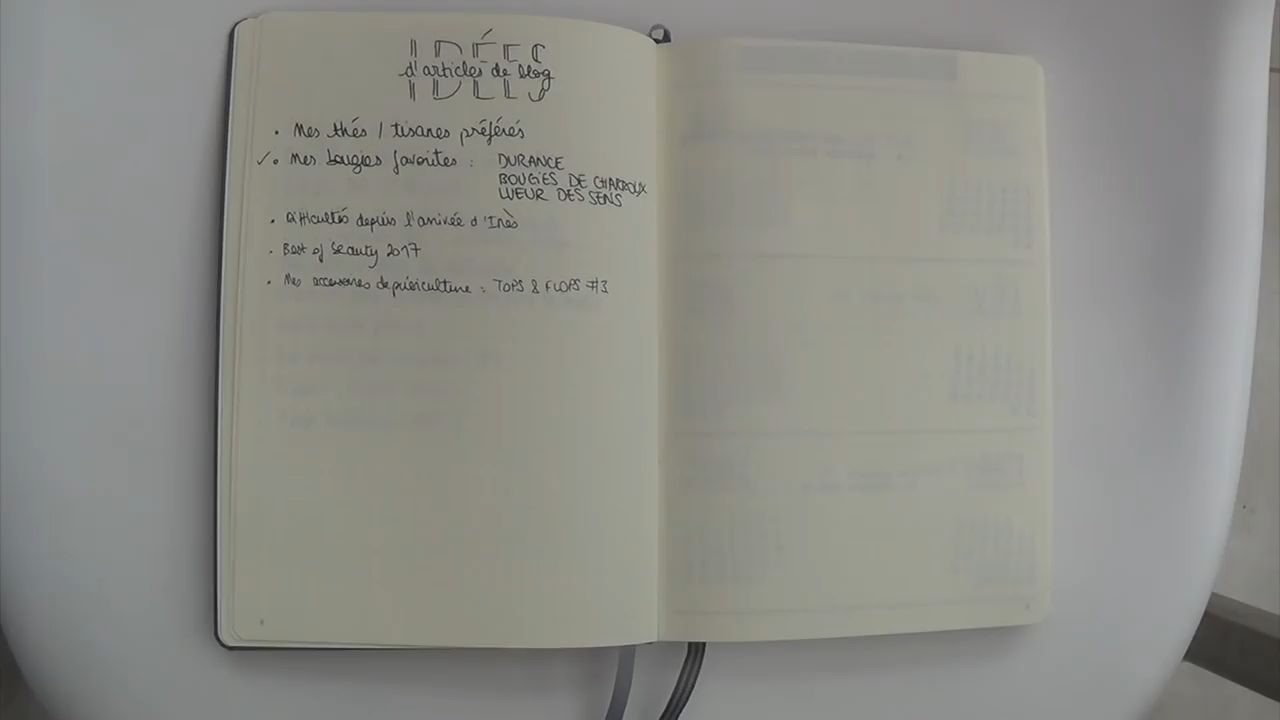 IDÉES
d'articles de blog
• Mes thés / tisanes préférés
✓• Mes bougies favorites : DURANCE
BOUGIES DE CHARROUX
LUEUR DES SENS
• Difficultés depuis l'arrivée d'Inès
• Best of Beauty 2017
• Mes accessoires de puériculture : TOPS & FLOPS #3